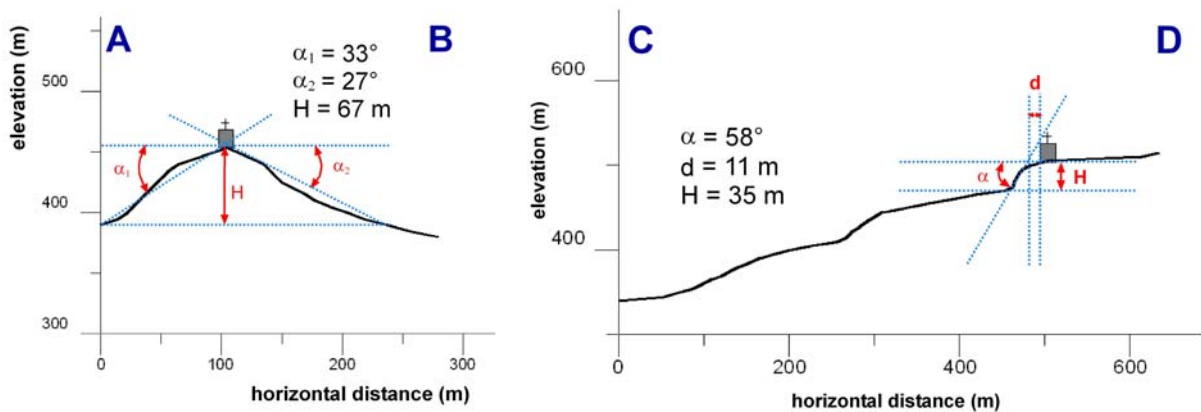 A
B
α₁ = 33°
α₂ = 27°
H = 67 m
elevation (m)
500
400
300
α₁
α₂
H
0
100
200
300
horizontal distance (m)
C
D
d
α = 58°
d = 11 m
H = 35 m
elevation (m)
600
400
α
H
0
200
400
600
horizontal distance (m)